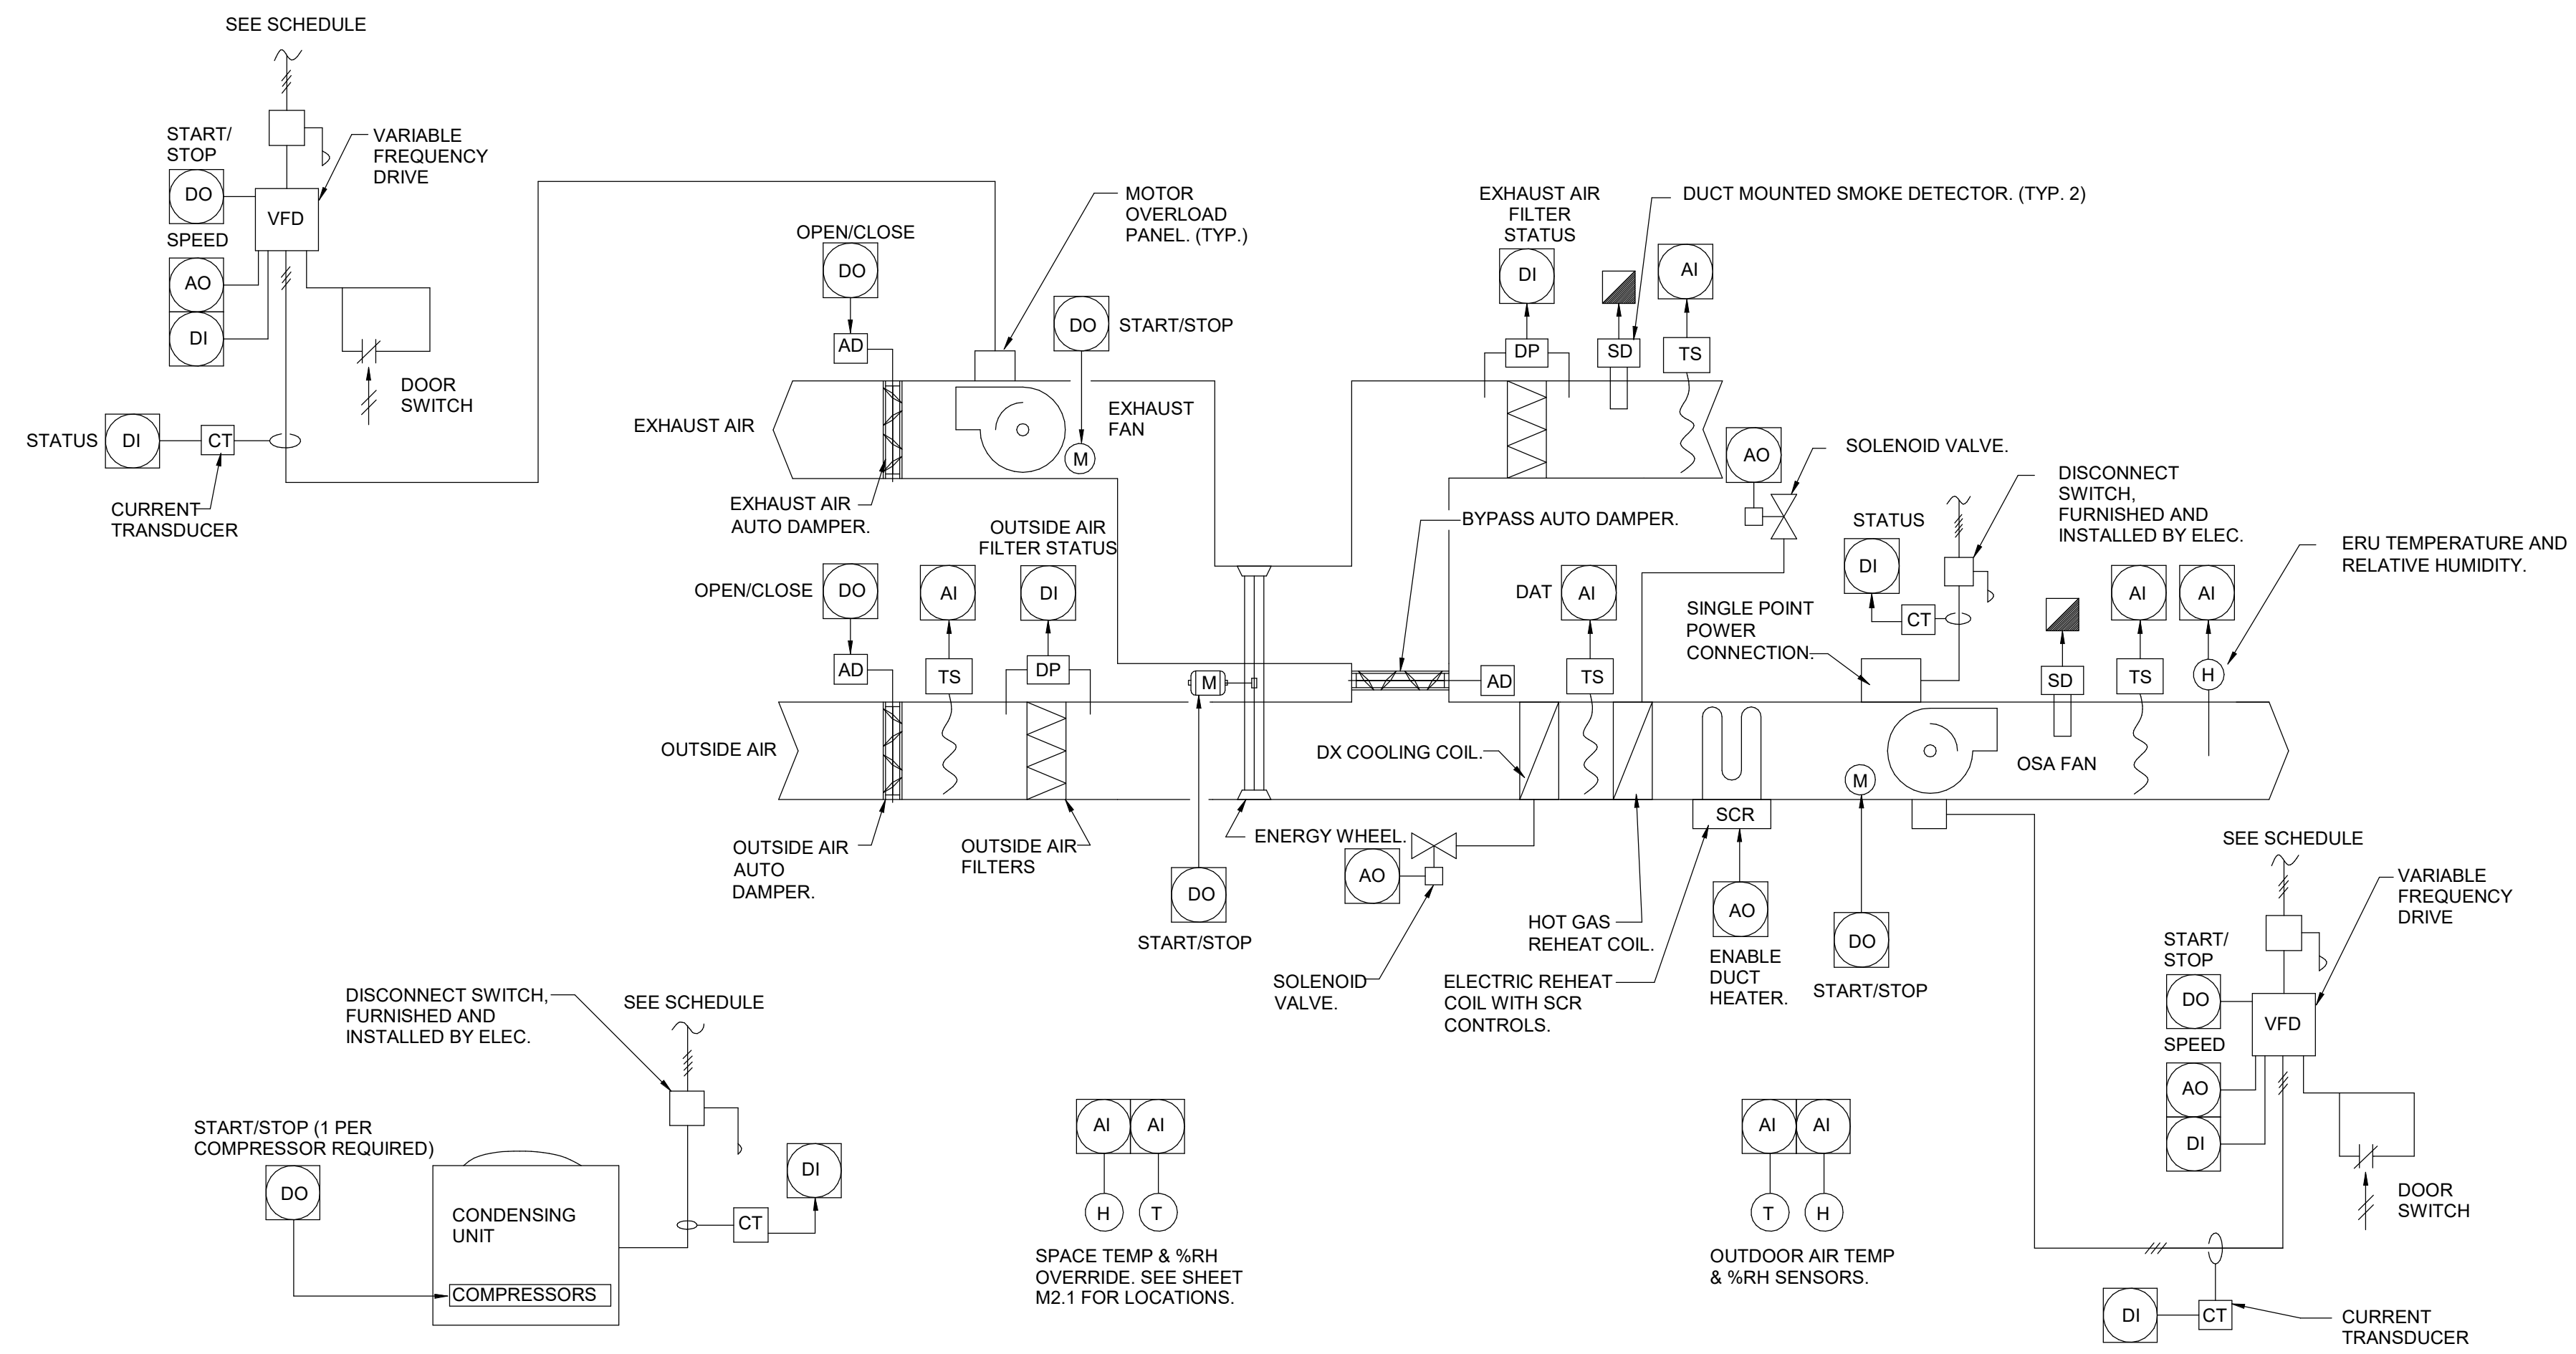 SEE SCHEDULE
START/
STOP
DO
VFD
VARIABLE
FREQUENCY
DRIVE
SPEED
AO
DI
DOOR
SWITCH
STATUS
DI
CT
CURRENT
TRANSDUCER
OPEN/CLOSE
DO
AD
MOTOR
OVERLOAD
PANEL. (TYP.)
DO
START/STOP
EXHAUST AIR
EXHAUST
FAN
M
EXHAUST AIR
AUTO DAMPER.
EXHAUST AIR
FILTER
STATUS
DI
DP
DUCT MOUNTED SMOKE DETECTOR. (TYP. 2)
SD
AI
TS
AO
SOLENOID VALVE.
BYPASS AUTO DAMPER.
AD
STATUS
DI
CT
DISCONNECT
SWITCH,
FURNISHED AND
INSTALLED BY ELEC.
ERU TEMPERATURE AND
RELATIVE HUMIDITY.
SINGLE POINT
POWER
CONNECTION.
OPEN/CLOSE
DO
AD
AI
TS
OUTSIDE AIR
FILTER STATUS
DI
DP
M
DAT
AI
TS
SD
AI
TS
AI
H
OUTSIDE AIR
DX COOLING COIL.
M
OSA FAN
OUTSIDE AIR
AUTO
DAMPER.
OUTSIDE AIR
FILTERS
ENERGY WHEEL.
DO
START/STOP
AO
SOLENOID
VALVE.
HOT GAS
REHEAT COIL.
SCR
ELECTRIC REHEAT
COIL WITH SCR
CONTROLS.
AO
ENABLE
DUCT
HEATER.
DO
START/STOP
SEE SCHEDULE
VARIABLE
FREQUENCY
DRIVE
START/
STOP
DO
VFD
SPEED
AO
DI
DOOR
SWITCH
DI
CT
CURRENT
TRANSDUCER
DISCONNECT SWITCH,
FURNISHED AND
INSTALLED BY ELEC.
SEE SCHEDULE
START/STOP (1 PER
COMPRESSOR REQUIRED)
DO
CONDENSING
UNIT
COMPRESSORS
CT
DI
AI
AI
H
T
SPACE TEMP & %RH
OVERRIDE. SEE SHEET
M2.1 FOR LOCATIONS.
AI
AI
T
H
OUTDOOR AIR TEMP
& %RH SENSORS.